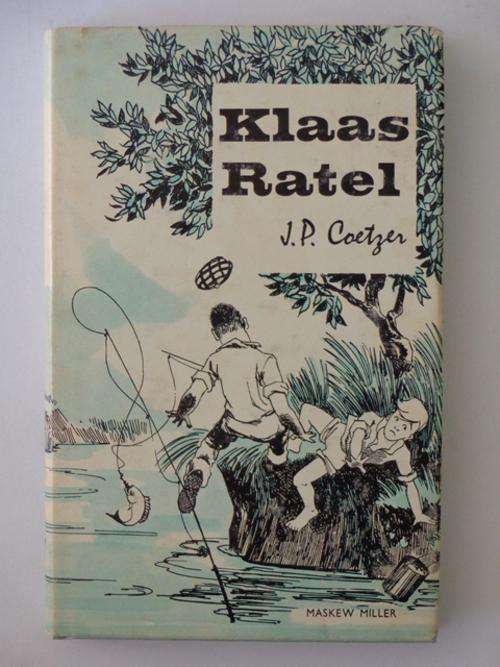 Klaas
Ratel
J.P. Coetzer
MASKEW MILLER